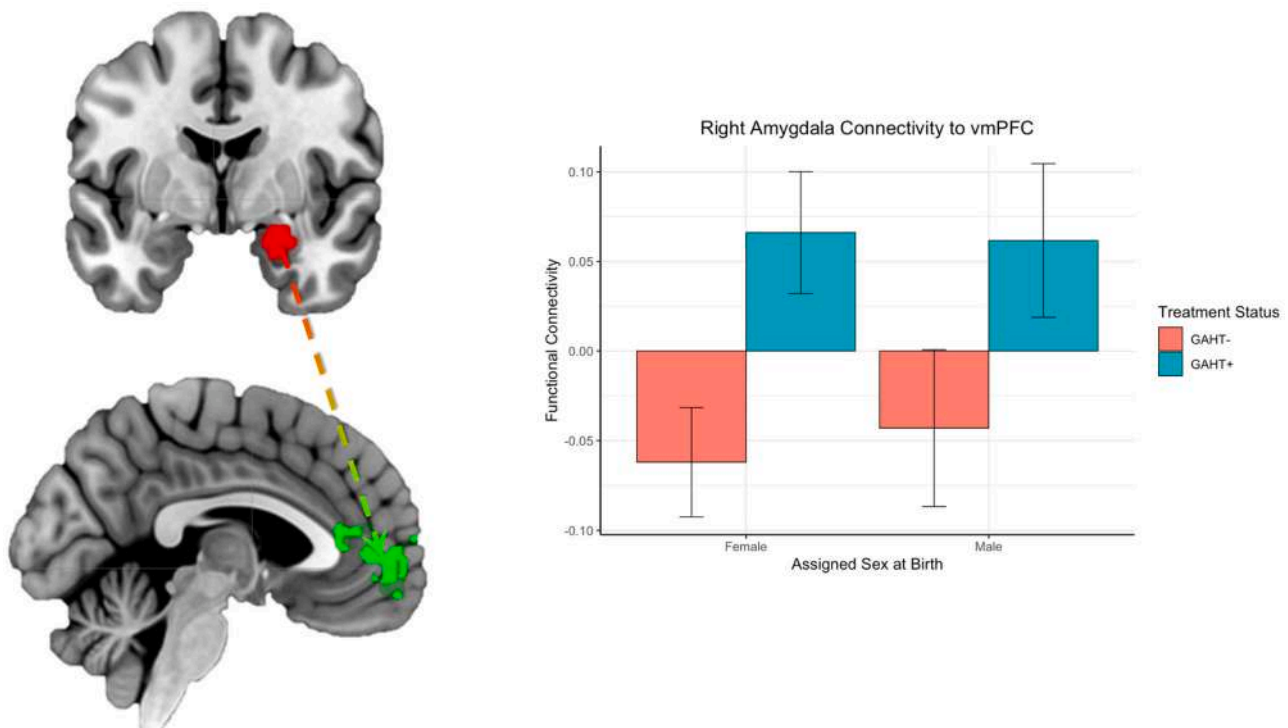 Right Amygdala Connectivity to vmPFC
0.10
0.05
0.00
-0.05
-0.10
Functional Connectivity
Female
Male
Assigned Sex at Birth
Treatment Status
GAHT-
GAHT+